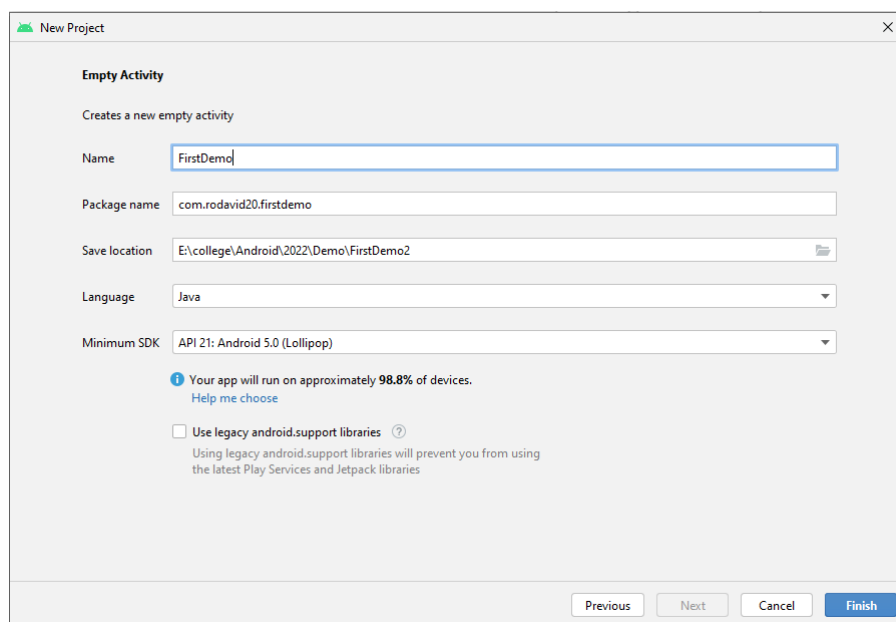 New Project
Empty Activity
Creates a new empty activity
Name FirstDemo
Package name com.rodavid20.firstdemo
Save location E:\college\Android\2022\Demo\FirstDemo2
Language Java
Minimum SDK API 21: Android 5.0 (Lollipop)
Your app will run on approximately 98.8% of devices.
Help me choose
Use legacy android.support libraries ?
Using legacy android.support libraries will prevent you from using
the latest Play Services and Jetpack libraries
Previous Next Cancel Finish